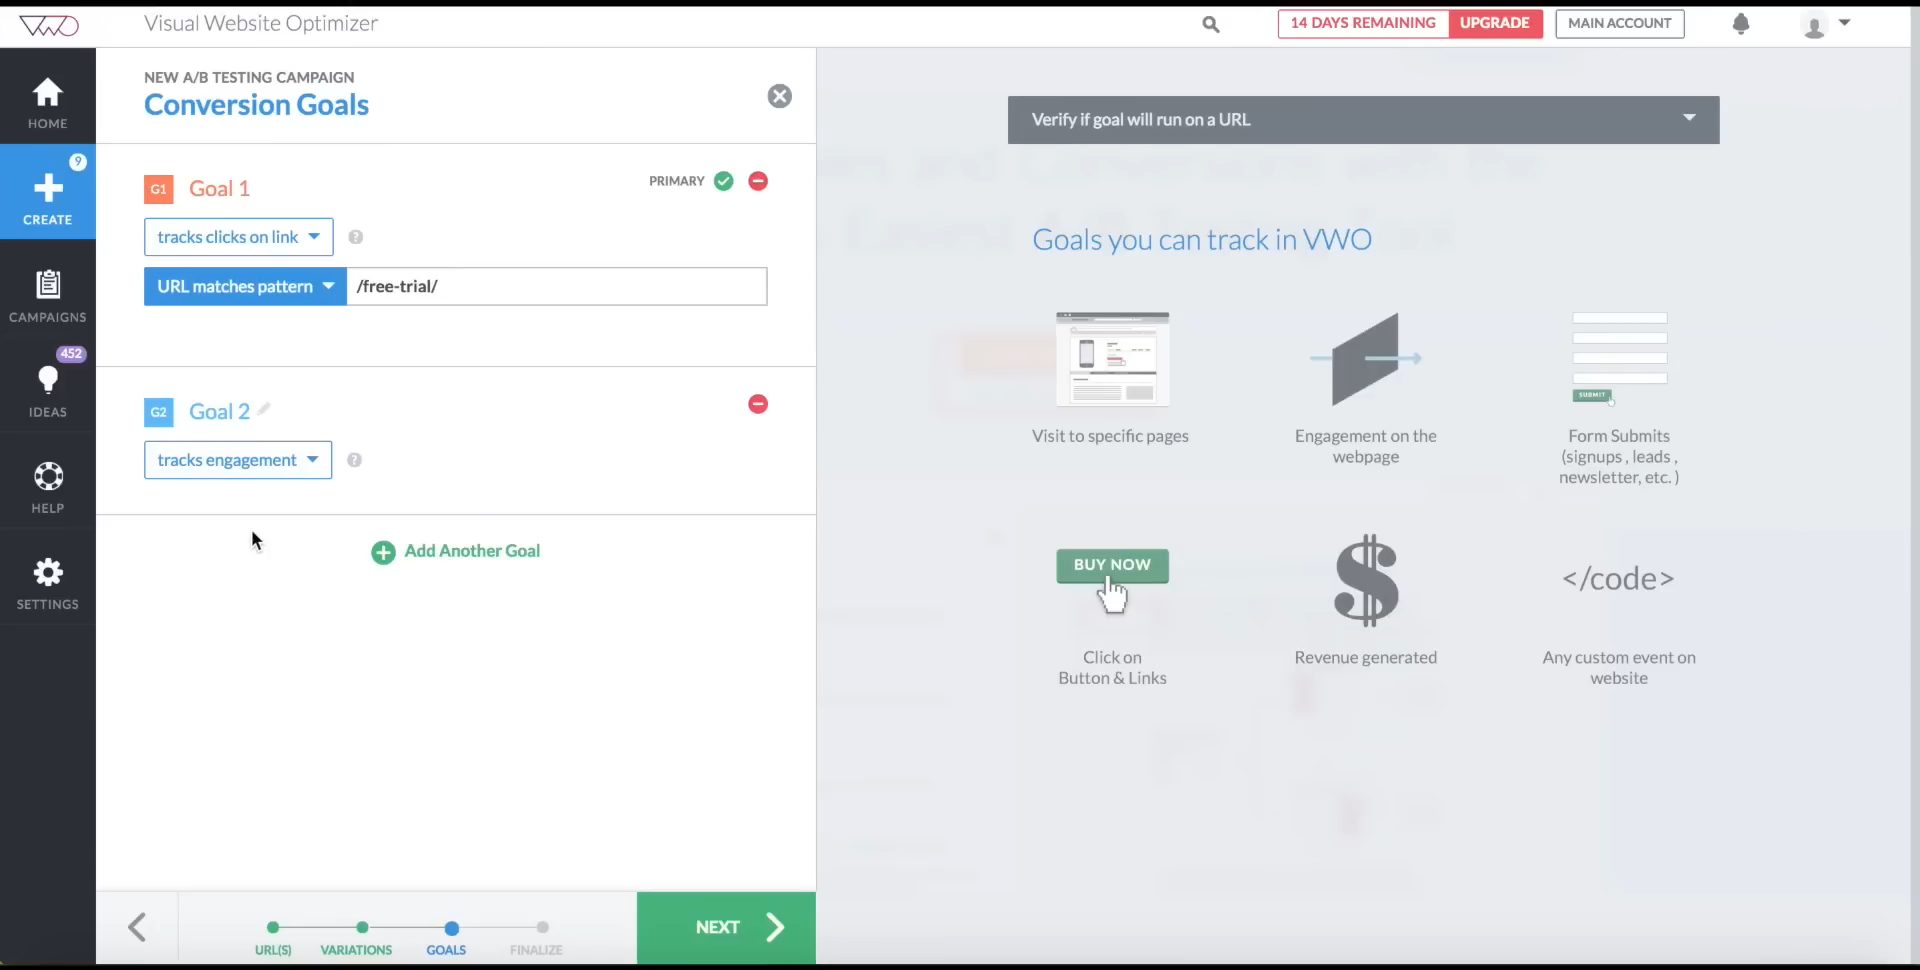 VWO
Visual Website Optimizer
14 DAYS REMAINING
UPGRADE
MAIN ACCOUNT
HOME
9
CREATE
CAMPAIGNS
452
IDEAS
HELP
SETTINGS
NEW A/B TESTING CAMPAIGN
Conversion Goals
G1 Goal 1
PRIMARY
tracks clicks on link ?
URL matches pattern /free-trial/
G2 Goal 2
tracks engagement ?
Add Another Goal
URL(S)
VARIATIONS
GOALS
FINALIZE
NEXT
Verify if goal will run on a URL
Goals you can track in VWO
Visit to specific pages
Engagement on the
webpage
SUBMIT
Form Submits
(signups , leads ,
newsletter, etc. )
BUY NOW
Click on
Button & Links
$
Revenue generated
</code>
Any custom event on
website